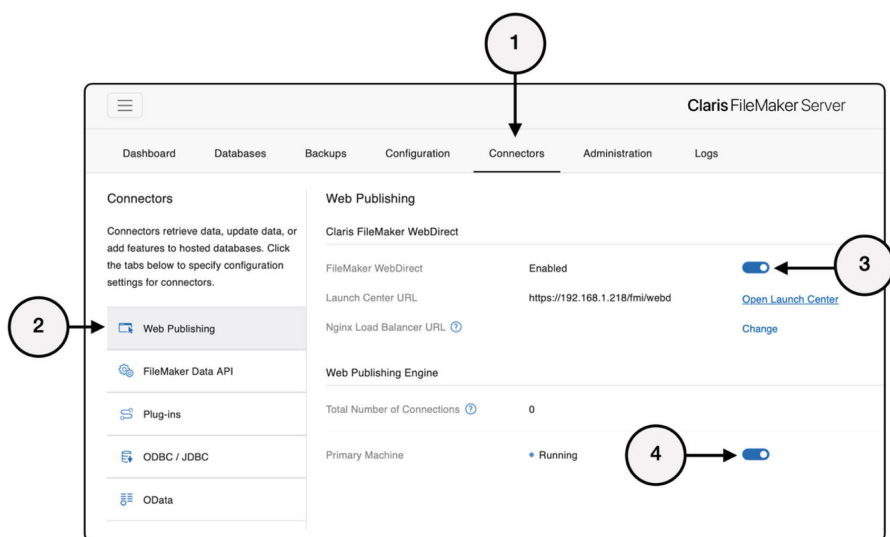 1
Claris FileMaker Server
Dashboard Databases Backups Configuration Connectors Administration Logs
Connectors
Connectors retrieve data, update data, or
add features to hosted databases. Click
the tabs below to specify configuration
settings for connectors.
2
Web Publishing
FileMaker Data API
Plug-ins
ODBC / JDBC
OData
Web Publishing
Claris FileMaker WebDirect
FileMaker WebDirect Enabled
3
Launch Center URL https://192.168.1.218/fmi/webd Open Launch Center
Nginx Load Balancer URL ? Change
Web Publishing Engine
Total Number of Connections ? 0
Primary Machine Running
4